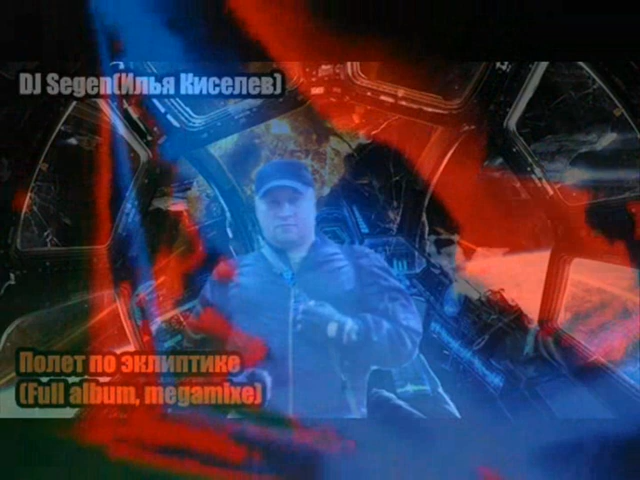 DJ Segen(Илья Киселев)
Полет по эклиптике
(Full album, megamixe)